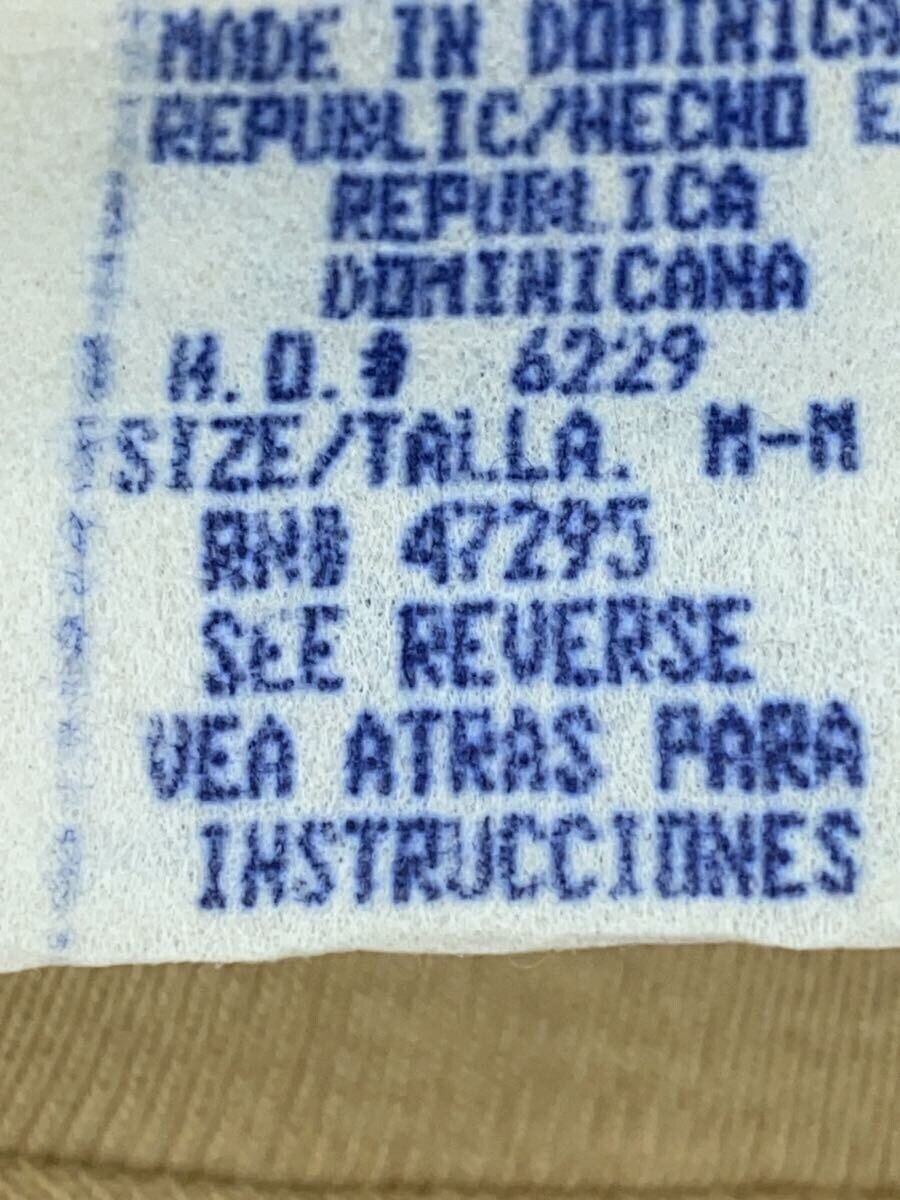 MADE IN DOMINICA
REPUBLIC/HECHO E
REPUBLICA
DOMINICANA
M.O.# 6229
SIZE/TALLA. M-M
RN# 47295
SEE REVERSE
VEA ATRAS PARA
INSTRUCCIONES